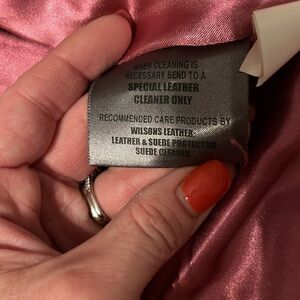 WHEN CLEANING IS
NECESSARY SEND TO A
SPECIAL LEATHER
CLEANER ONLY
RECOMMENDED CARE PRODUCTS BY
WILSONS LEATHER:
LEATHER & SUEDE PROTECTOR
SUEDE CLEANER